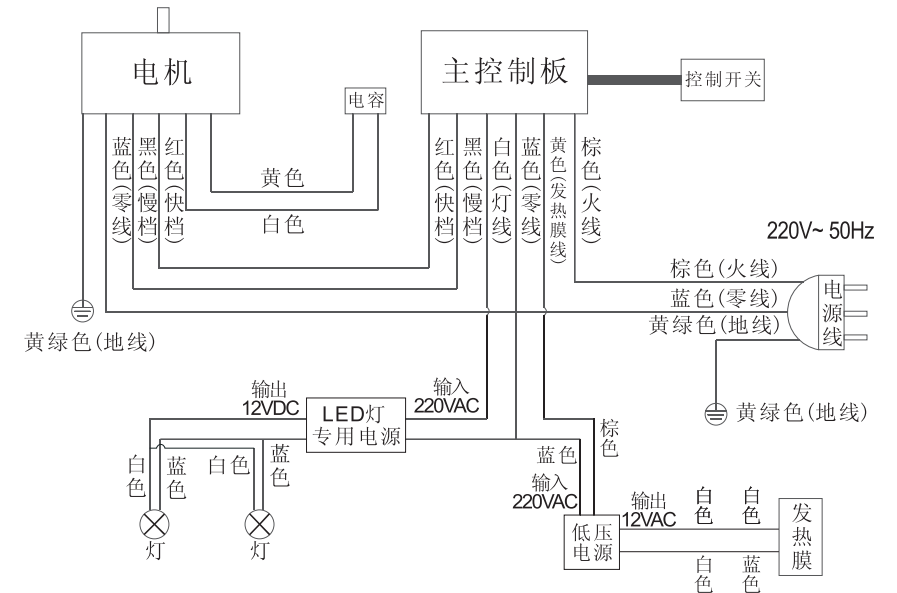 电机
主控制板
控制开关
电容
蓝色(零线)
黑色(慢档)
红色(快档)
黄色
白色
红色(快档)
黑色(慢档)
白色(灯线)
蓝色(零线)
黄色(发热膜线)
棕色(火线)
220V~ 50Hz
棕色(火线)
蓝色(零线)
黄绿色(地线)
电源线
黄绿色(地线)
黄绿色(地线)
输出
12VDC
LED灯
专用电源
输入
220VAC
白色
蓝色
白色
蓝色
灯
灯
棕色
蓝色
输入
220VAC
低压
电源
输出
12VAC
白色
白色
白色
蓝色
发热膜